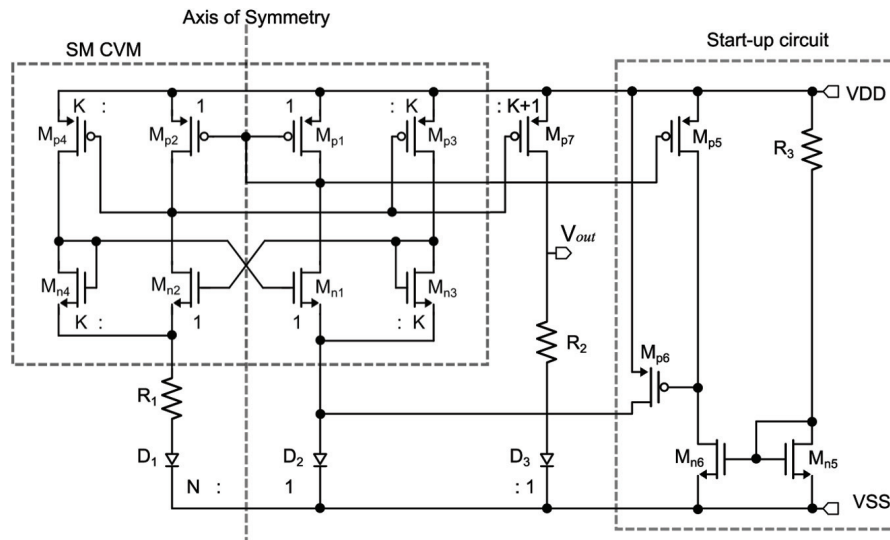 Axis of Symmetry
SM CVM
Start-up circuit
K : 1 1 : K : K+1
VDD
Mp4 Mp2 Mp1 Mp3 Mp7 Mp5 R3
Vout
Mn4 Mn2 Mn1 Mn3
K : 1 1 : K
R2
Mp6
R1
D1 D2 D3 Mn6 Mn5
N : 1 : 1
VSS